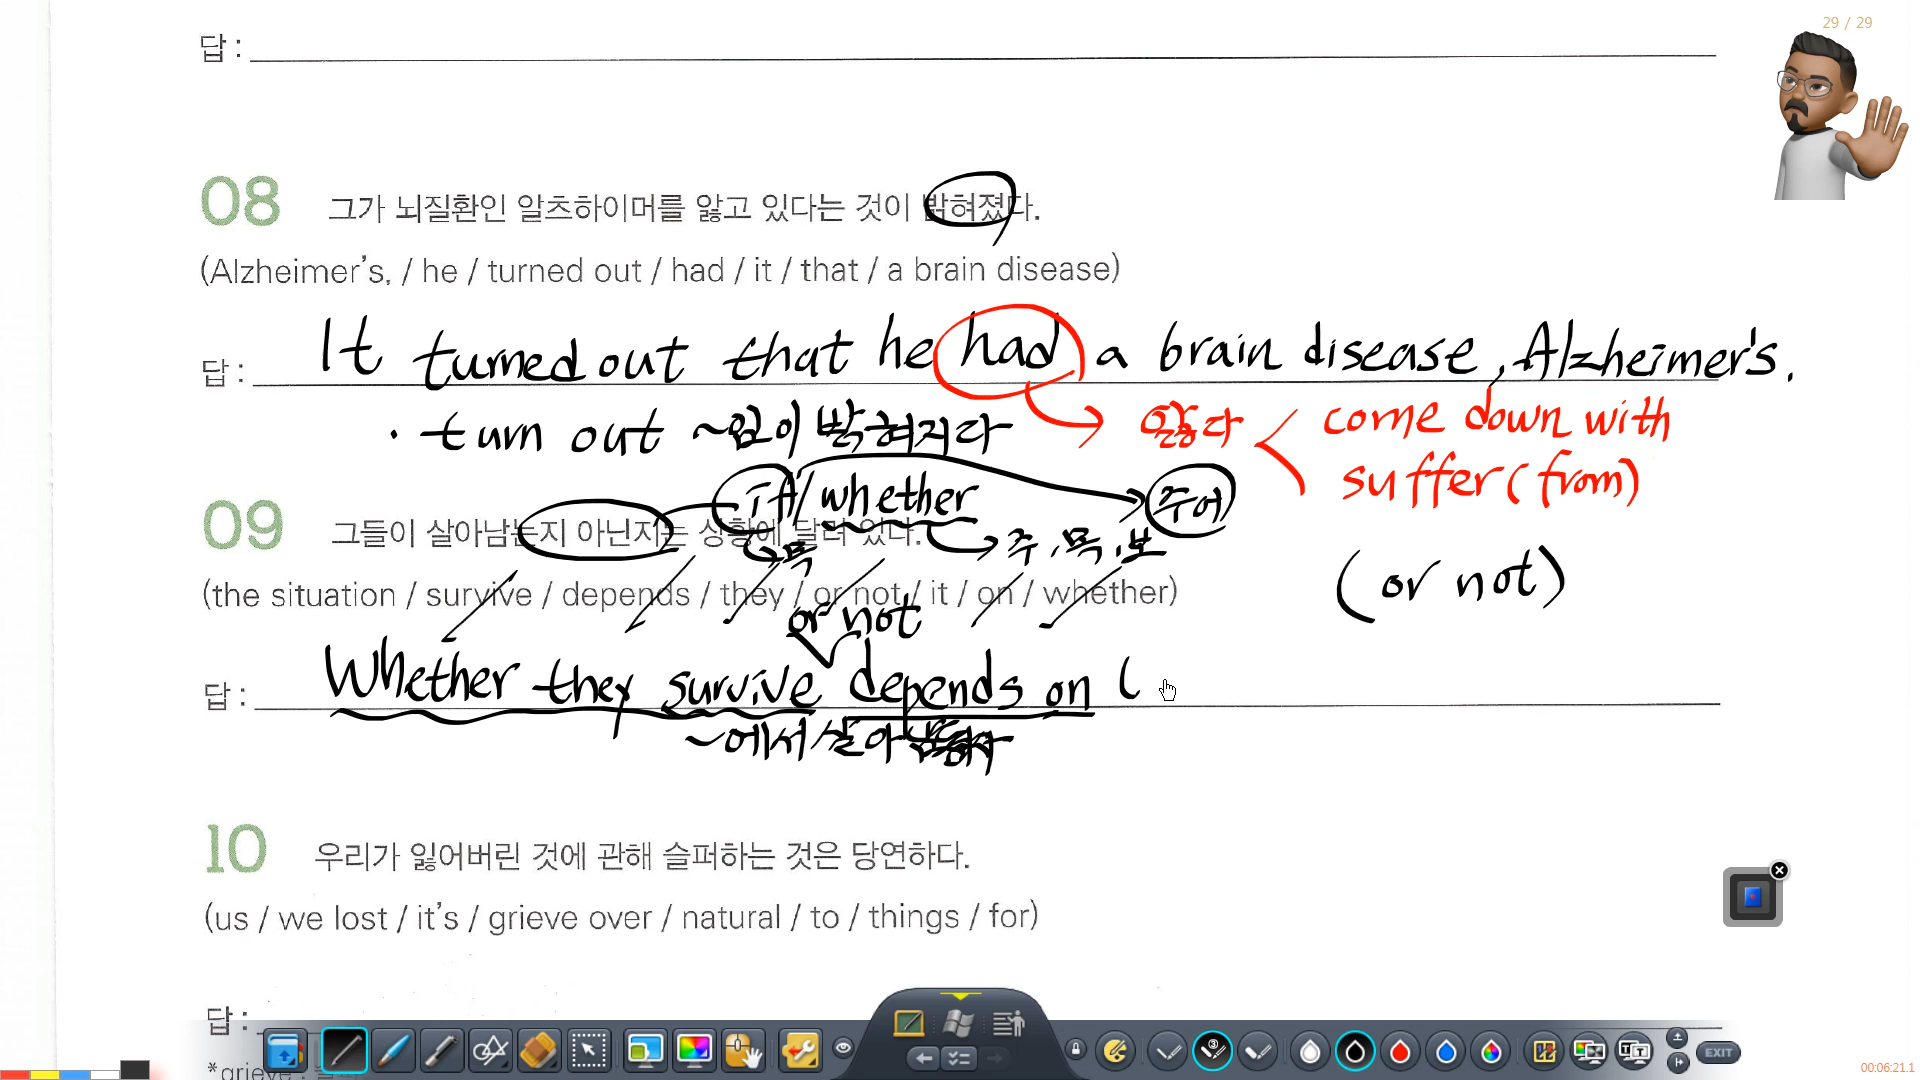 29 / 29
답 :
08 그가 뇌질환인 알츠하이머를 앓고 있다는 것이 밝혀졌다.
(Alzheimer's, / he / turned out / had / it / that / a brain disease)
답 : It turned out that he had a brain disease, Alzheimer's.
· turn out ~임이 밝혀지다 앓다 come down with
suffer (from)
if / whether 주어
09 그들이 살아남는지 아닌지는 상황에 달려 있다.
목 주, 목, 보
(the situation / survive / depends / they / or not / it / on / whether)
(or not)
or not
답 : Whether they survive depends on (
~에서 살아남다
10 우리가 잃어버린 것에 관해 슬퍼하는 것은 당연하다.
(us / we lost / it's / grieve over / natural / to / things / for)
답 :
*grieve :
EXIT
00:06:21.1